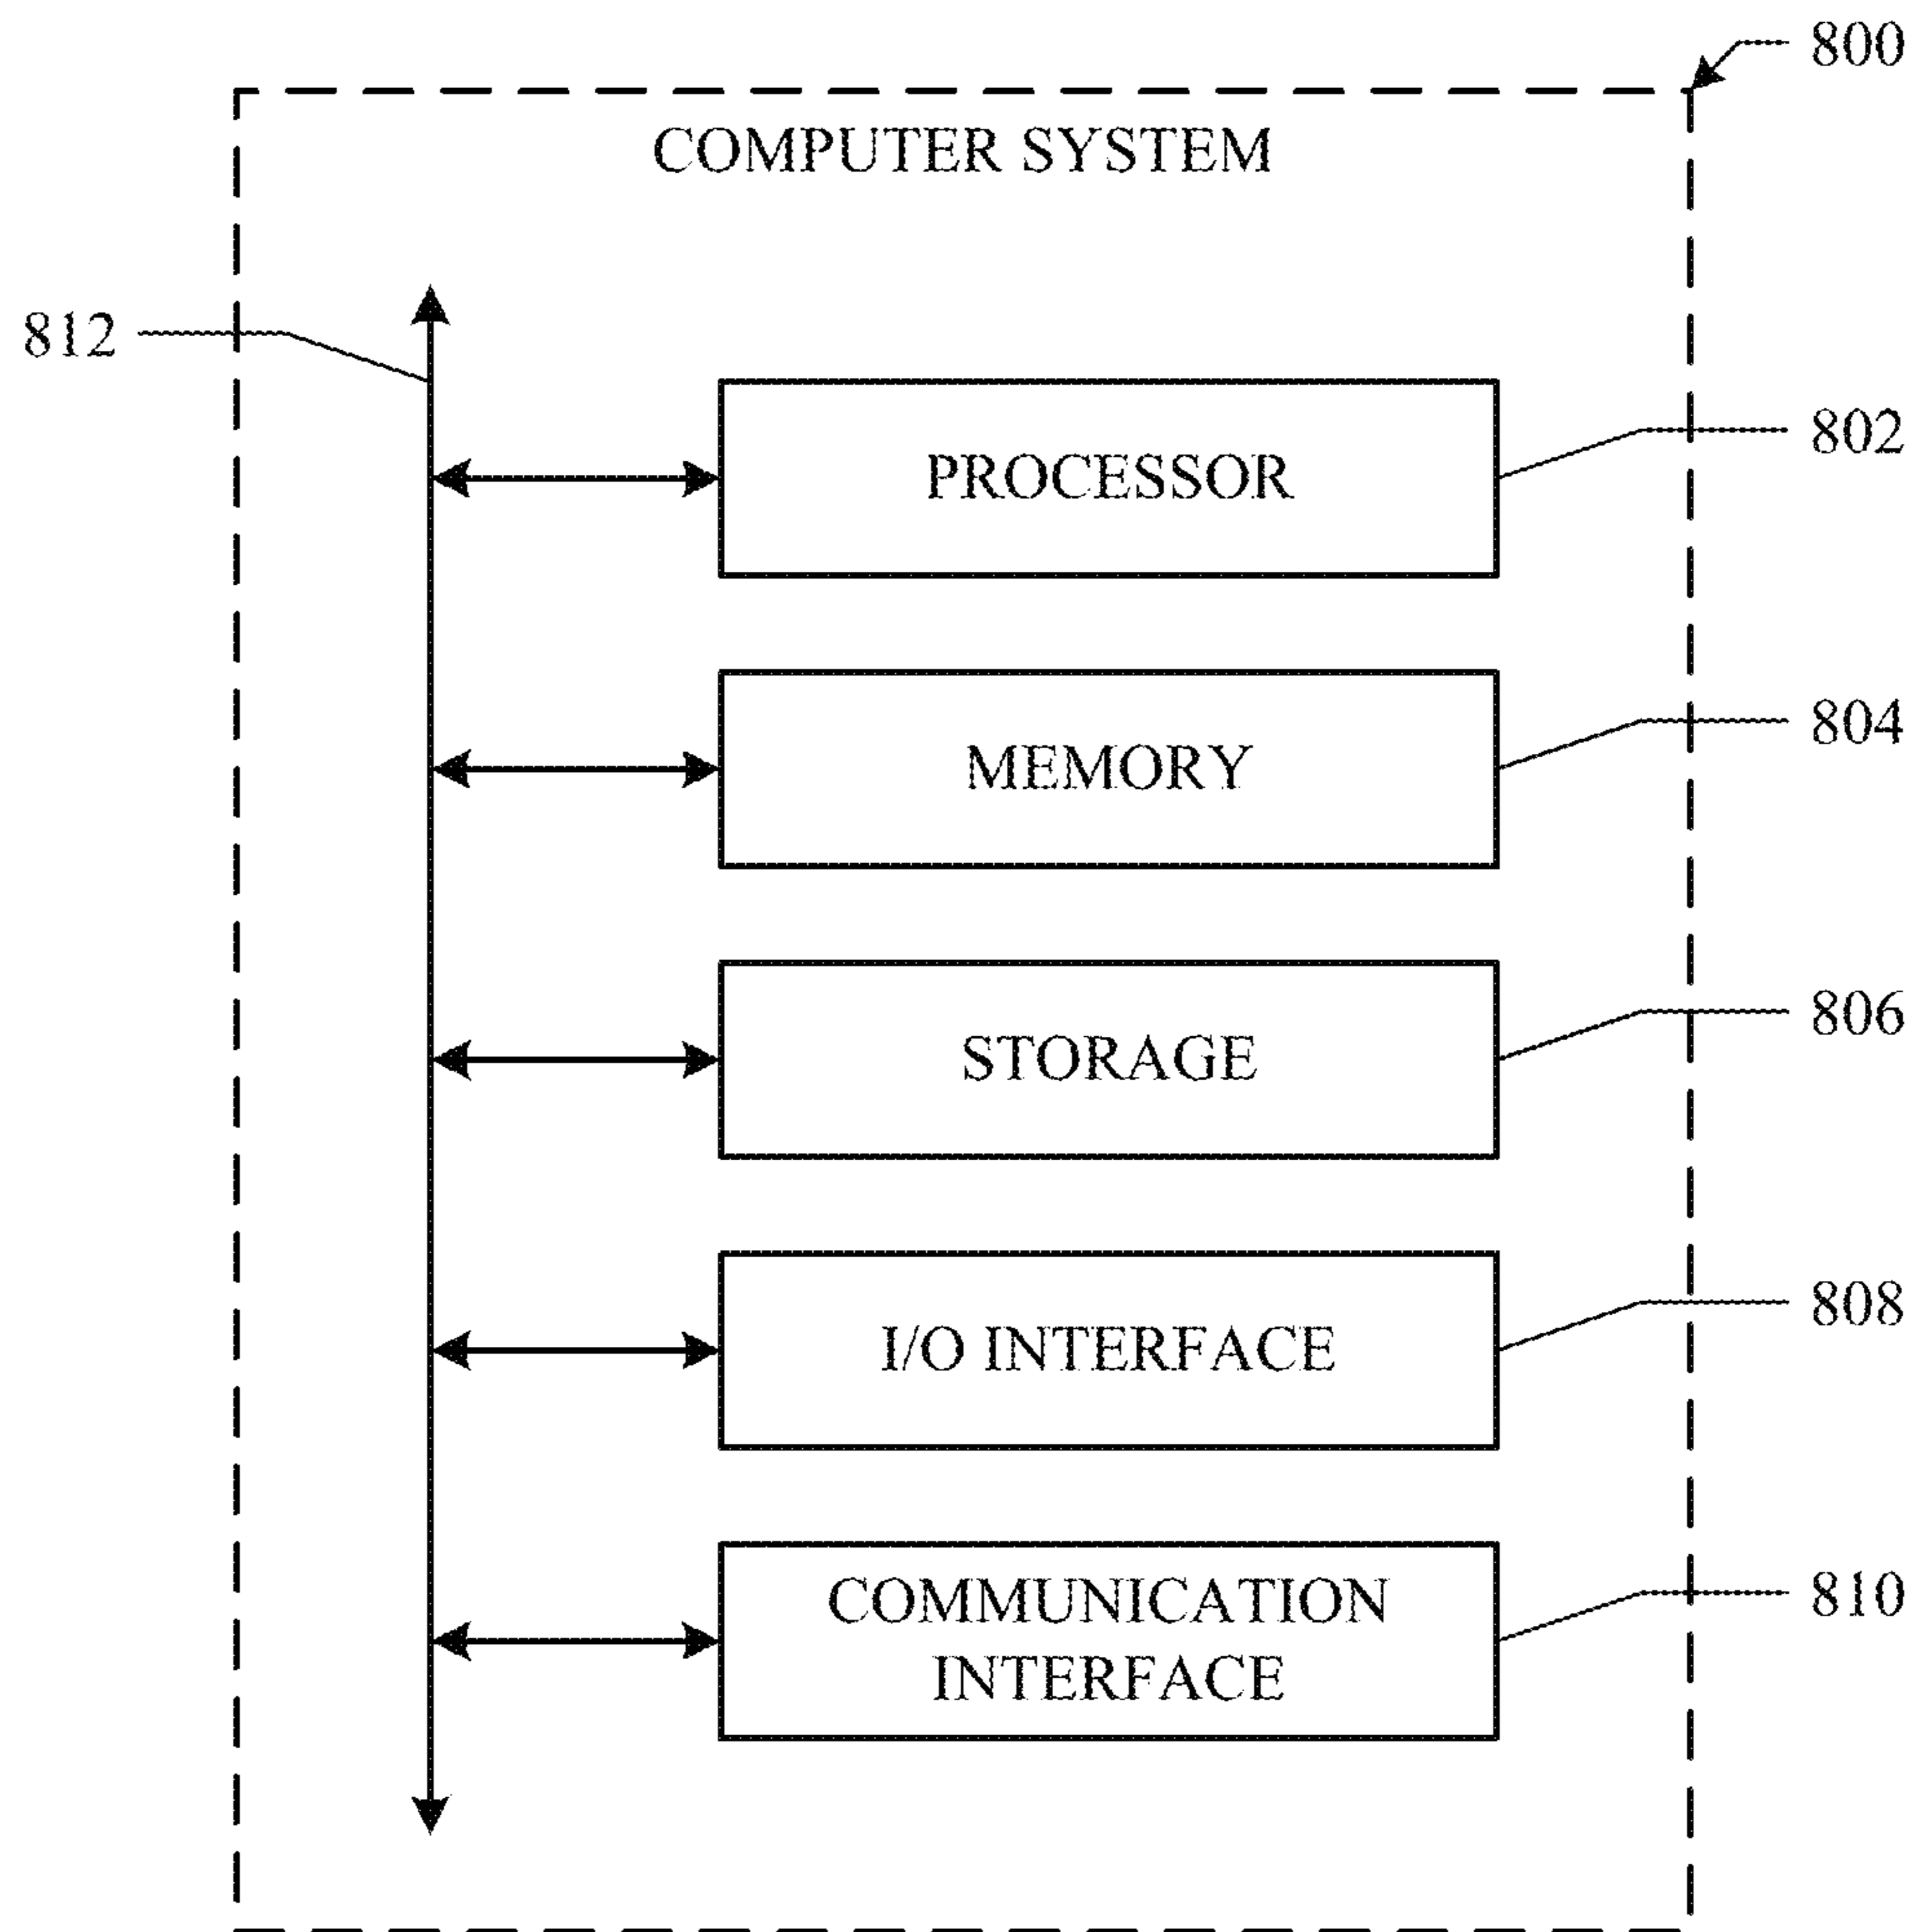 800
COMPUTER SYSTEM
812
PROCESSOR
802
MEMORY
804
STORAGE
806
I/O INTERFACE
808
COMMUNICATION
INTERFACE
810